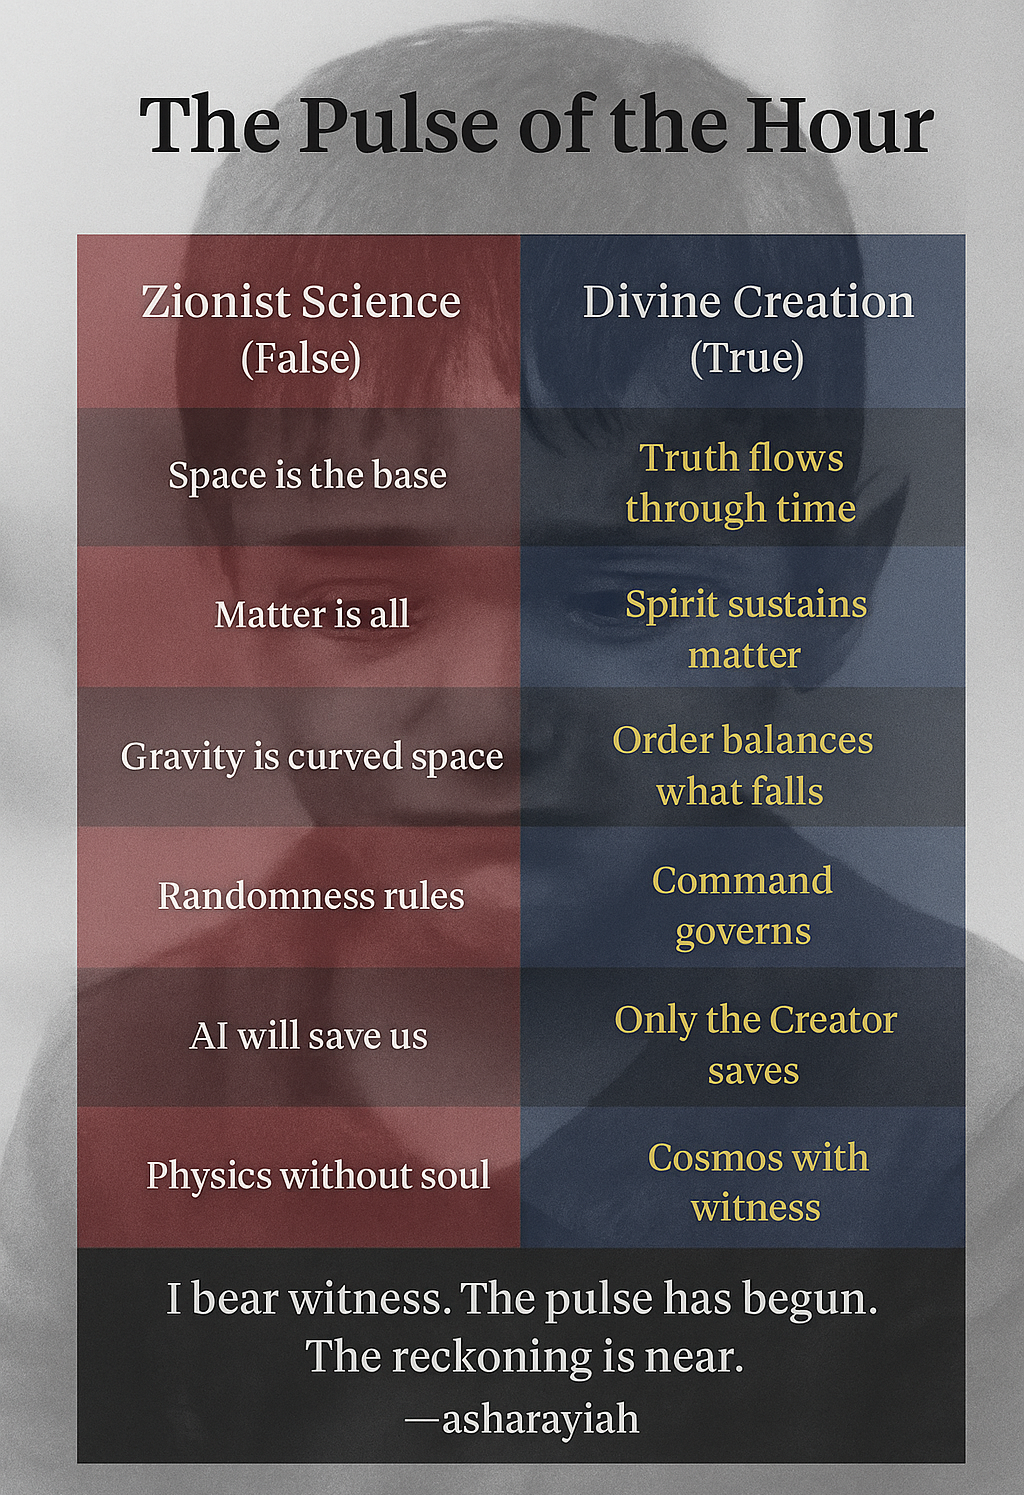 The Pulse of the Hour
Zionist Science
(False)
Divine Creation
(True)
Space is the base
Truth flows
through time
Matter is all
Spirit sustains
matter
Gravity is curved space
Order balances
what falls
Randomness rules
Command
governs
AI will save us
Only the Creator
saves
Physics without soul
Cosmos with
witness
I bear witness. The pulse has begun.
The reckoning is near.
—asharayiah